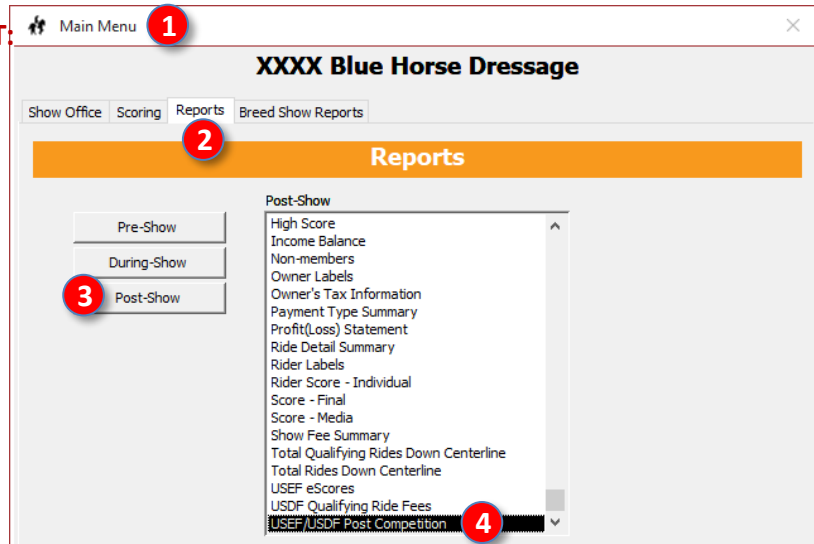 T:
Main Menu 1
XXXX Blue Horse Dressage
Show Office Scoring Reports Breed Show Reports
2
Reports
Post-Show
Pre-Show
During-Show
3 Post-Show
High Score
Income Balance
Non-members
Owner Labels
Owner's Tax Information
Payment Type Summary
Profit(Loss) Statement
Ride Detail Summary
Rider Labels
Rider Score - Individual
Score - Final
Score - Media
Show Fee Summary
Total Qualifying Rides Down Centerline
Total Rides Down Centerline
USEF eScores
USDF Qualifying Ride Fees
USEF/USDF Post Competition 4